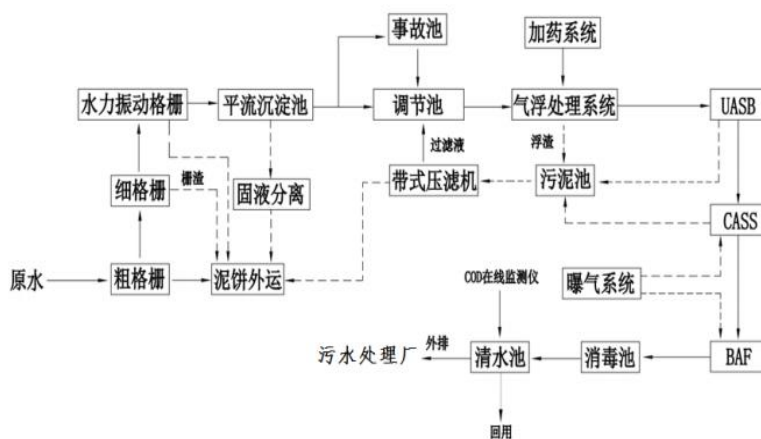 事故池
加药系统
水力振动格栅
平流沉淀池
调节池
气浮处理系统
UASB
过滤液
浮渣
细格栅
栅渣
固液分离
带式压滤机
污泥池
CASS
原水
粗格栅
泥饼外运
COD在线监测仪
曝气系统
污水处理厂
外排
清水池
消毒池
BAF
回用